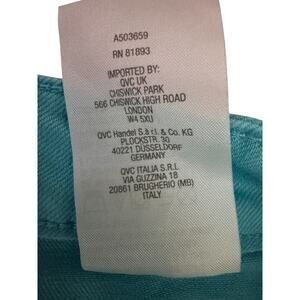 A503659
RN 81893
IMPORTED BY:
QVC UK
CHISWICK PARK
566 CHISWICK HIGH ROAD
LONDON
W4 5XU
QVC Handel S.à r.l. & Co. KG
PLOCKSTR. 30
40221 DÜSSELDORF
GERMANY
QVC ITALIA S.R.L.
VIA GUZZINA 18
20861 BRUGHERIO (MB)
ITALY